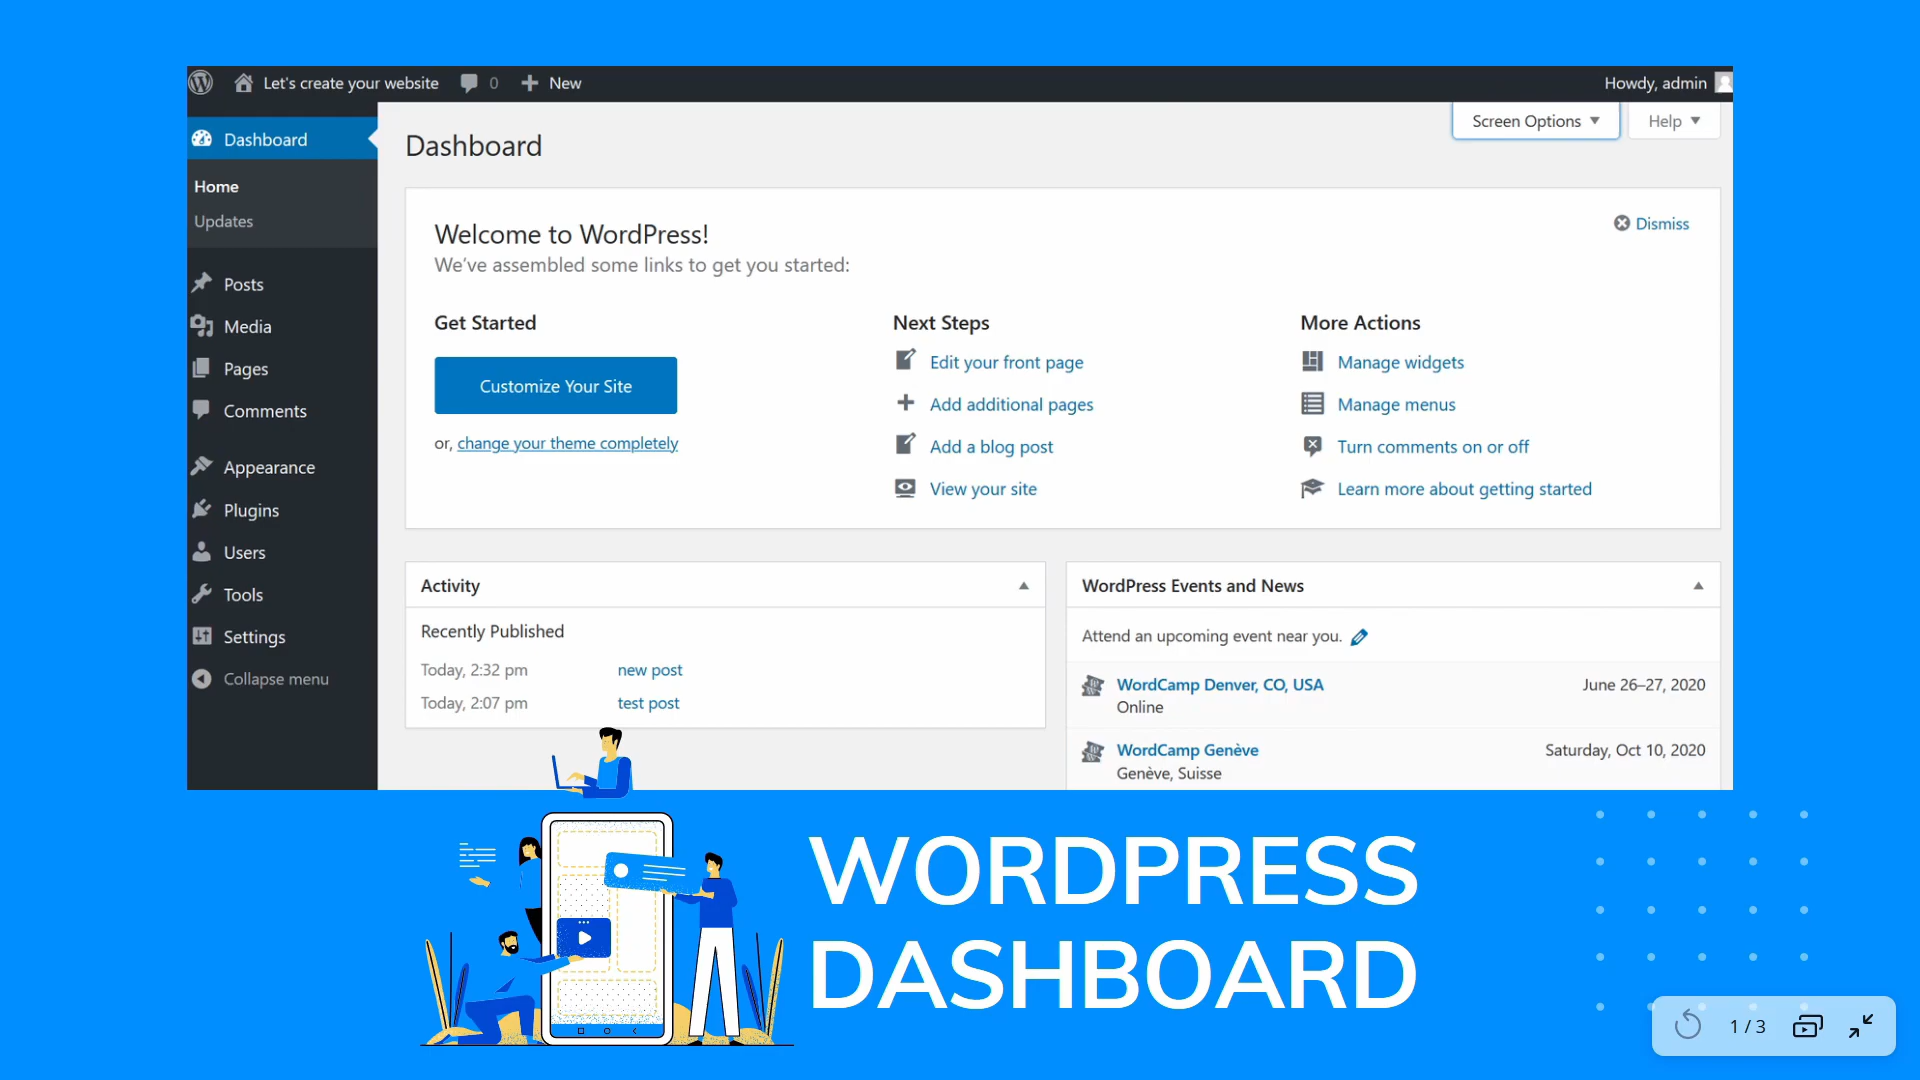 Let's create your website 0 New Howdy, admin
Dashboard
Home
Updates
Posts
Media
Pages
Comments
Appearance
Plugins
Users
Tools
Settings
Collapse menu
Screen Options Help
Dashboard
Welcome to WordPress!
Dismiss
We've assembled some links to get you started:
Get Started
Customize Your Site
or, change your theme completely
Next Steps
Edit your front page
Add additional pages
Add a blog post
View your site
More Actions
Manage widgets
Manage menus
Turn comments on or off
Learn more about getting started
Activity
Recently Published
Today, 2:32 pm new post
Today, 2:07 pm test post
WordPress Events and News
Attend an upcoming event near you.
WordCamp Denver, CO, USA June 26–27, 2020
Online
WordCamp Genève Saturday, Oct 10, 2020
Genève, Suisse
WORDPRESS
DASHBOARD
1 / 3